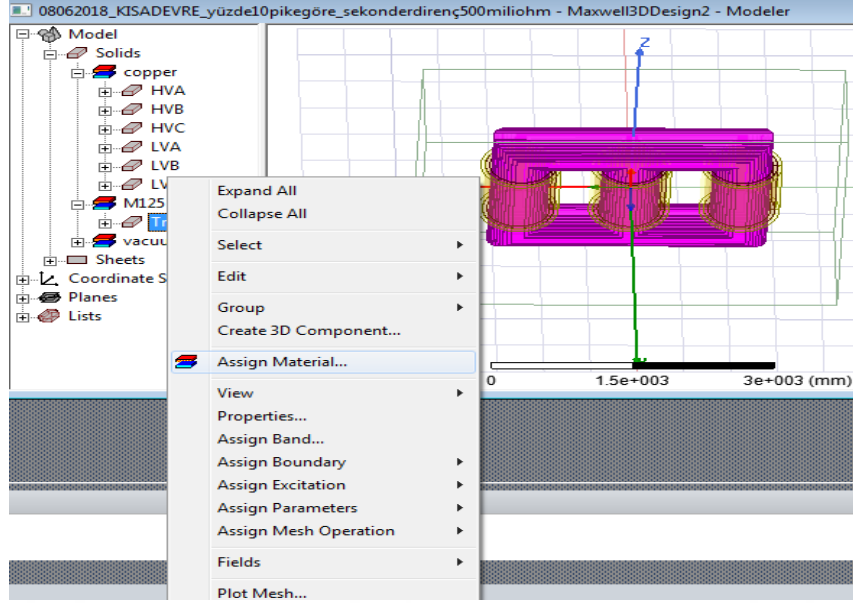 08062018_KISADEVRE_yüzde10pikegöre_sekonderdirenç500miliohm - Maxwell3DDesign2 - Modeler
Model
Solids
copper
HVA
HVB
HVC
LVA
LVB
LV
M125
Tr
vacuu
Sheets
Coordinate S
Planes
Lists
Expand All
Collapse All
Select
Edit
Group
Create 3D Component...
Assign Material...
View
Properties...
Assign Band...
Assign Boundary
Assign Excitation
Assign Parameters
Assign Mesh Operation
Fields
Plot Mesh...
Z
0 1.5e+003 3e+003 (mm)